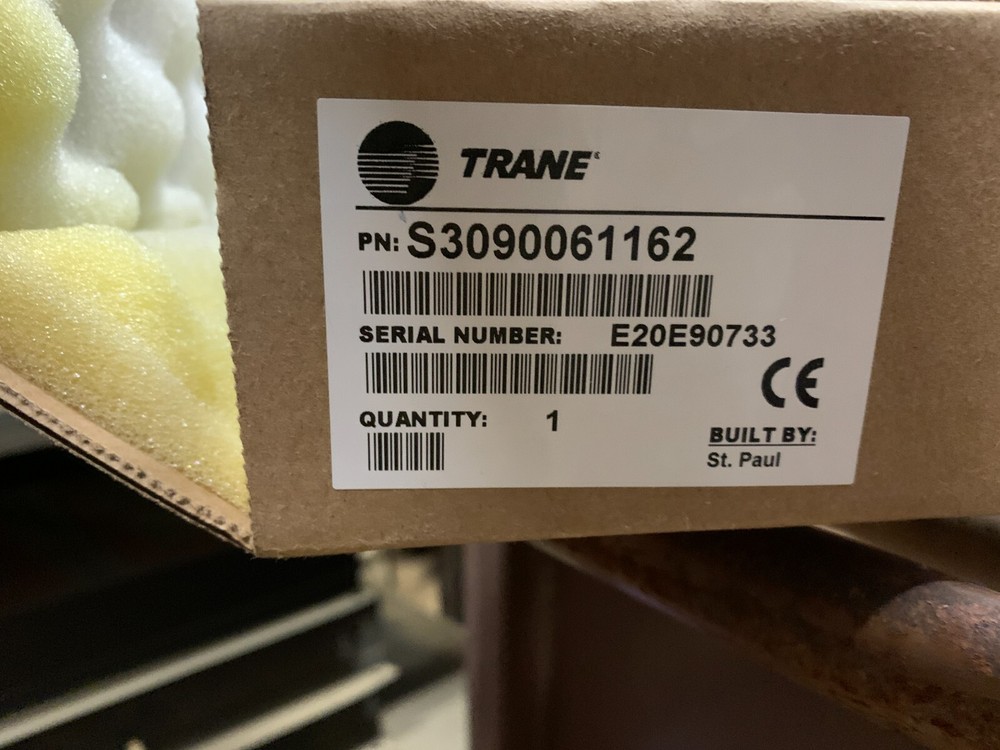 TRANE
PN: S3090061162
SERIAL NUMBER: E20E90733
CE
QUANTITY: 1
BUILT BY:
St. Paul